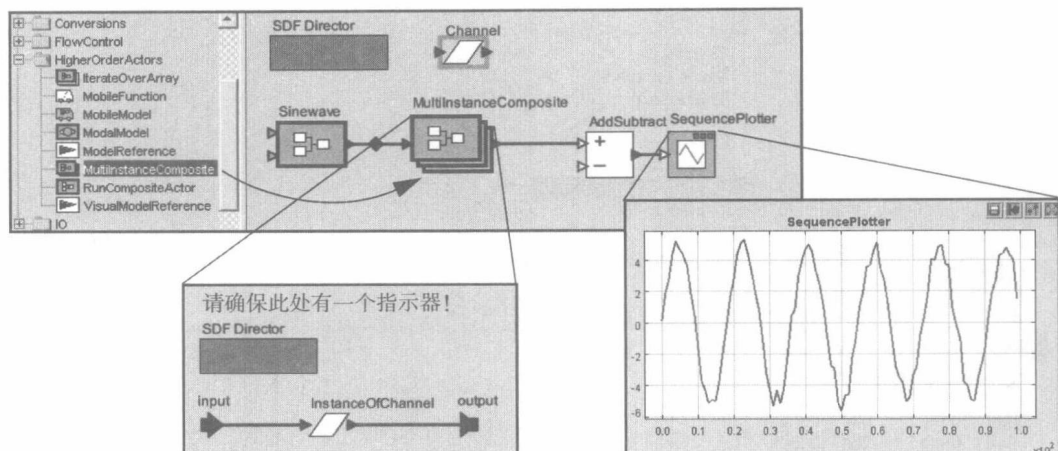 Conversions
FlowControl
HigherOrderActors
IterateOverArray
MobileFunction
MobileModel
ModalModel
ModelReference
MultiInstanceComposite
RunCompositeActor
VisualModelReference
IO
SDF Director
Channel
Sinewave
MultiInstanceComposite
AddSubtract
SequencePlotter
请确保此处有一个指示器!
SDF Director
input
InstanceOfChannel
output
SequencePlotter
4
2
0
-2
-4
-6
0.0 0.1 0.2 0.3 0.4 0.5 0.6 0.7 0.8 0.9 1.0